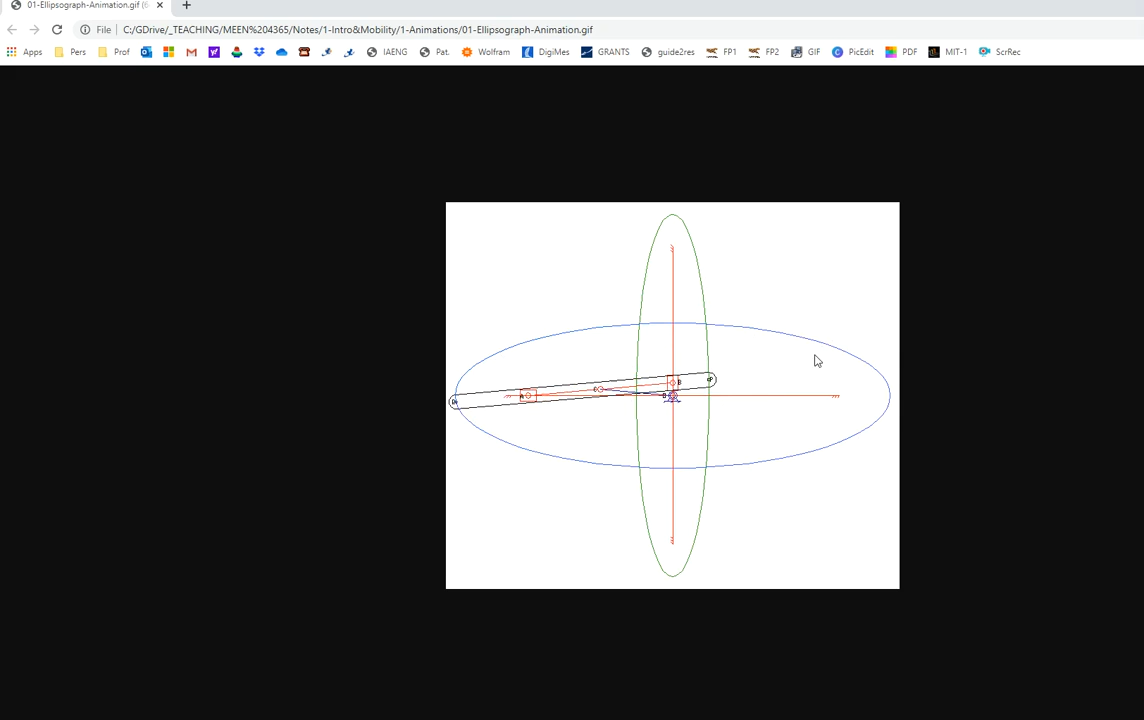 01-Ellipsograph-Animation.gif (6
File C:/GDrive/_TEACHING/MEEN%204365/Notes/1-Intro&Mobility/1-Animations/01-Ellipsograph-Animation.gif
Apps Pers Prof IAENG Pat. Wolfram DigiMes GRANTS guide2res FP1 FP2 GIF PicEdit PDF MIT-1 ScrRec
P
B
C
A